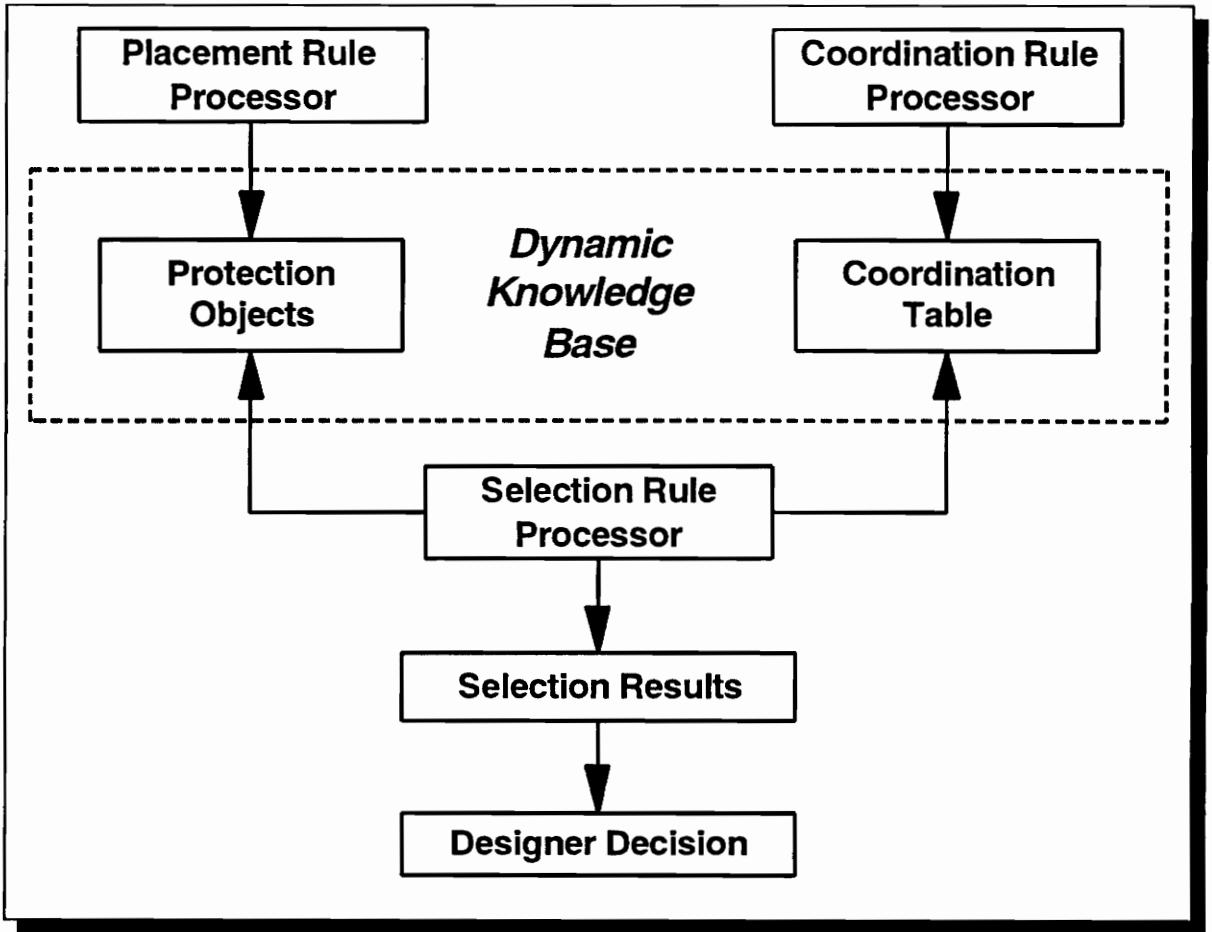 Placement Rule
Processor
Coordination Rule
Processor
Protection
Objects
Dynamic
Knowledge
Base
Coordination
Table
Selection Rule
Processor
Selection Results
Designer Decision